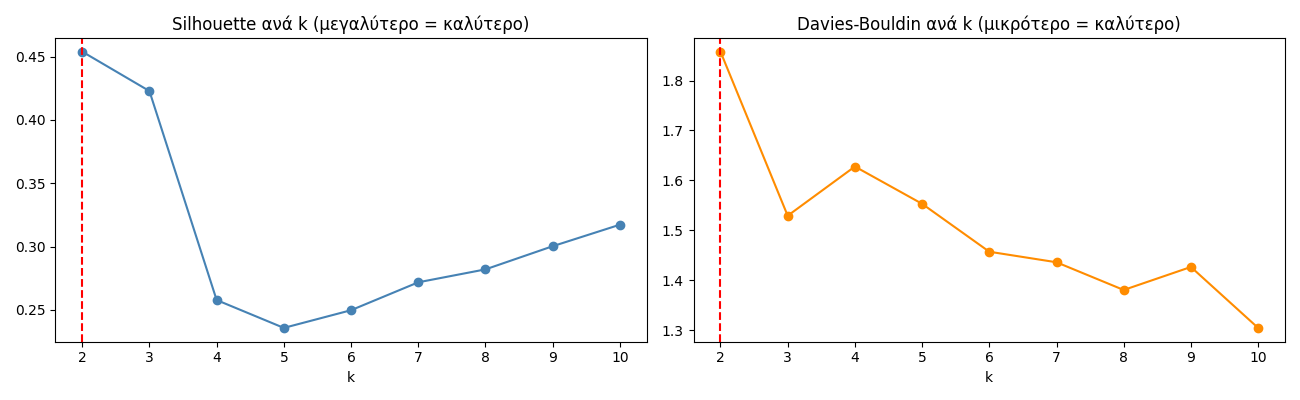 Silhouette ανά k (μεγαλύτερο = καλύτερο)
0.45
0.40
0.35
0.30
0.25
2 3 4 5 6 7 8 9 10
k
Davies-Bouldin ανά k (μικρότερο = καλύτερο)
1.8
1.7
1.6
1.5
1.4
1.3
2 3 4 5 6 7 8 9 10
k